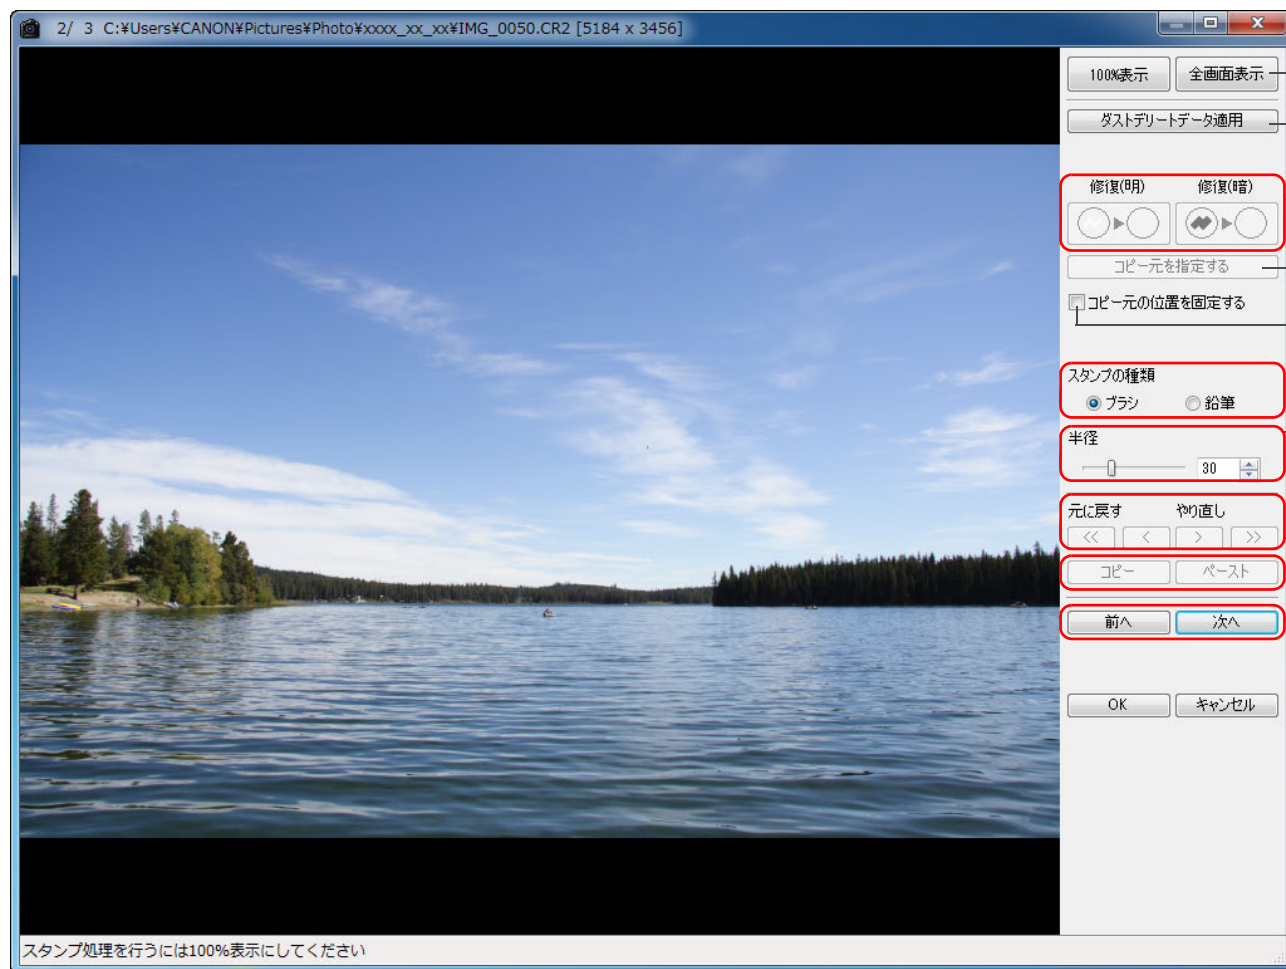 2/ 3 C:¥Users¥CANON¥Pictures¥Photo¥xxxx_xx_xx¥IMG_0050.CR2 [5184 x 3456]
100%表示 全画面表示
ダストデリートデータ適用
修復(明) 修復(暗)
コピー元を指定する
コピー元の位置を固定する
スタンプの種類
ブラシ 鉛筆
半径
30
元に戻す やり直し
<< < > >>
コピー ペースト
前へ 次へ
OK キャンセル
スタンプ処理を行うには100%表示にしてください